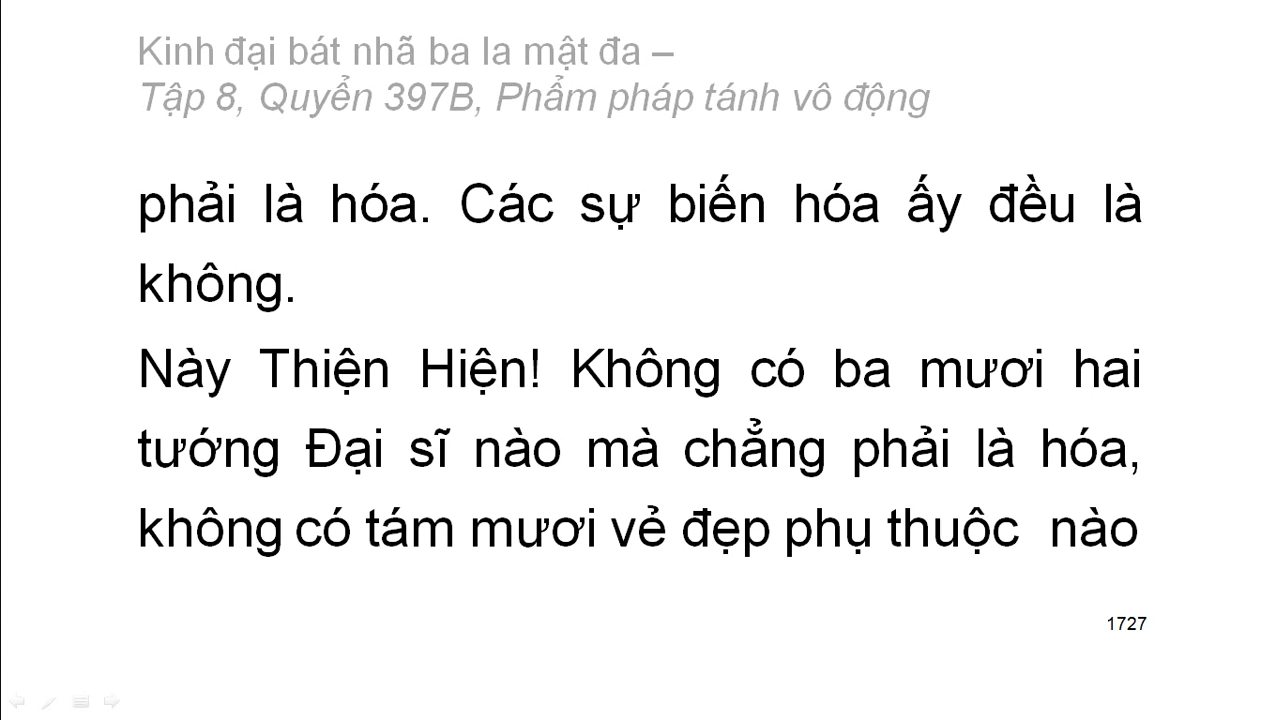 Kinh đại bát nhã ba la mật đa –
Tập 8, Quyển 397B, Phẩm pháp tánh vô động
phải là hóa. Các sự biến hóa ấy đều là
không.
Này Thiện Hiện! Không có ba mươi hai
tướng Đại sĩ nào mà chẳng phải là hóa,
không có tám mươi vẻ đẹp phụ thuộc nào
1727